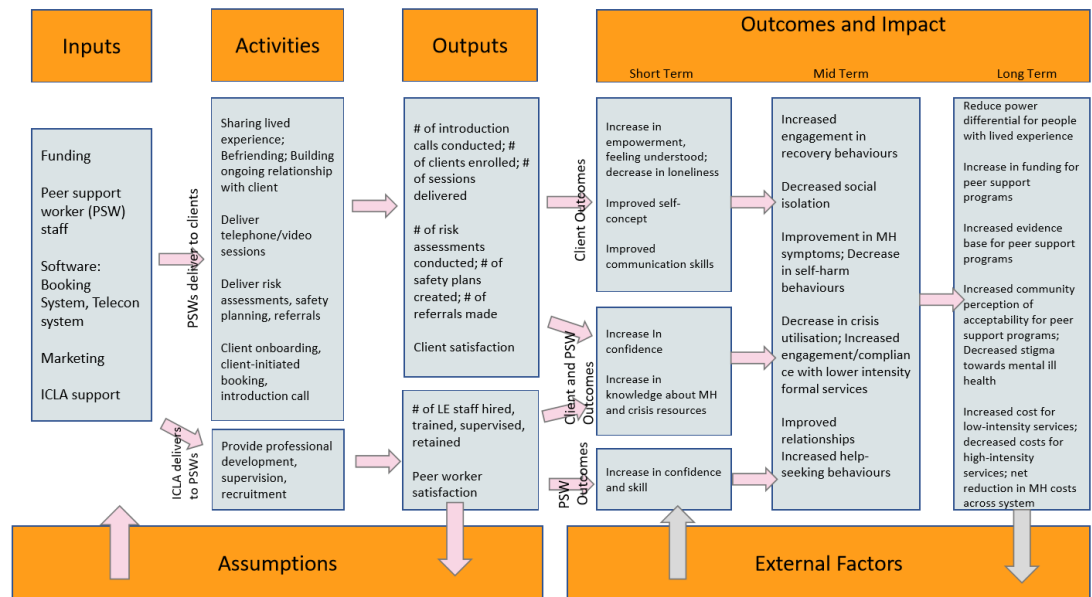 Inputs
Activities
Outputs
Outcomes and Impact
Short Term
Mid Term
Long Term
Funding
Peer support
worker (PSW)
staff
Software:
Booking
System, Telecon
system
Marketing
ICLA support
PSWs deliver to clients
ICLA delivers
to PSWs
Sharing lived
experience;
Befriending; Building
ongoing relationship
with client
Deliver
telephone/video
sessions
Deliver risk
assessments, safety
planning, referrals
Client onboarding,
client-initiated
booking,
introduction call
Provide professional
development,
supervision,
recruitment
# of introduction
calls conducted; #
of clients enrolled; #
of sessions
delivered
# of risk
assessments
conducted; # of
safety plans
created; # of
referrals made
Client satisfaction
# of LE staff hired,
trained, supervised,
retained
Peer worker
satisfaction
Client Outcomes
Client and PSW
Outcomes
PSW
Outcomes
Increase in
empowerment,
feeling understood;
decrease in loneliness
Improved self-
concept
Improved
communication skills
Increase In
confidence
Increase in
knowledge about MH
and crisis resources
Increase in confidence
and skill
Increased
engagement in
recovery behaviours
Decreased social
isolation
Improvement in MH
symptoms; Decrease
in self-harm
behaviours
Decrease in crisis
utilisation; Increased
engagement/complian
ce with lower intensity
formal services
Improved
relationships
Increased help-
seeking behaviours
Reduce power
differential for people
with lived experience
Increase in funding for
peer support
programs
Increased evidence
base for peer support
programs
Increased community
perception of
acceptability for peer
support programs;
Decreased stigma
towards mental ill
health
Increased cost for
low-intensity services;
decreased costs for
high-intensity
services; net
reduction in MH costs
across system
Assumptions
External Factors